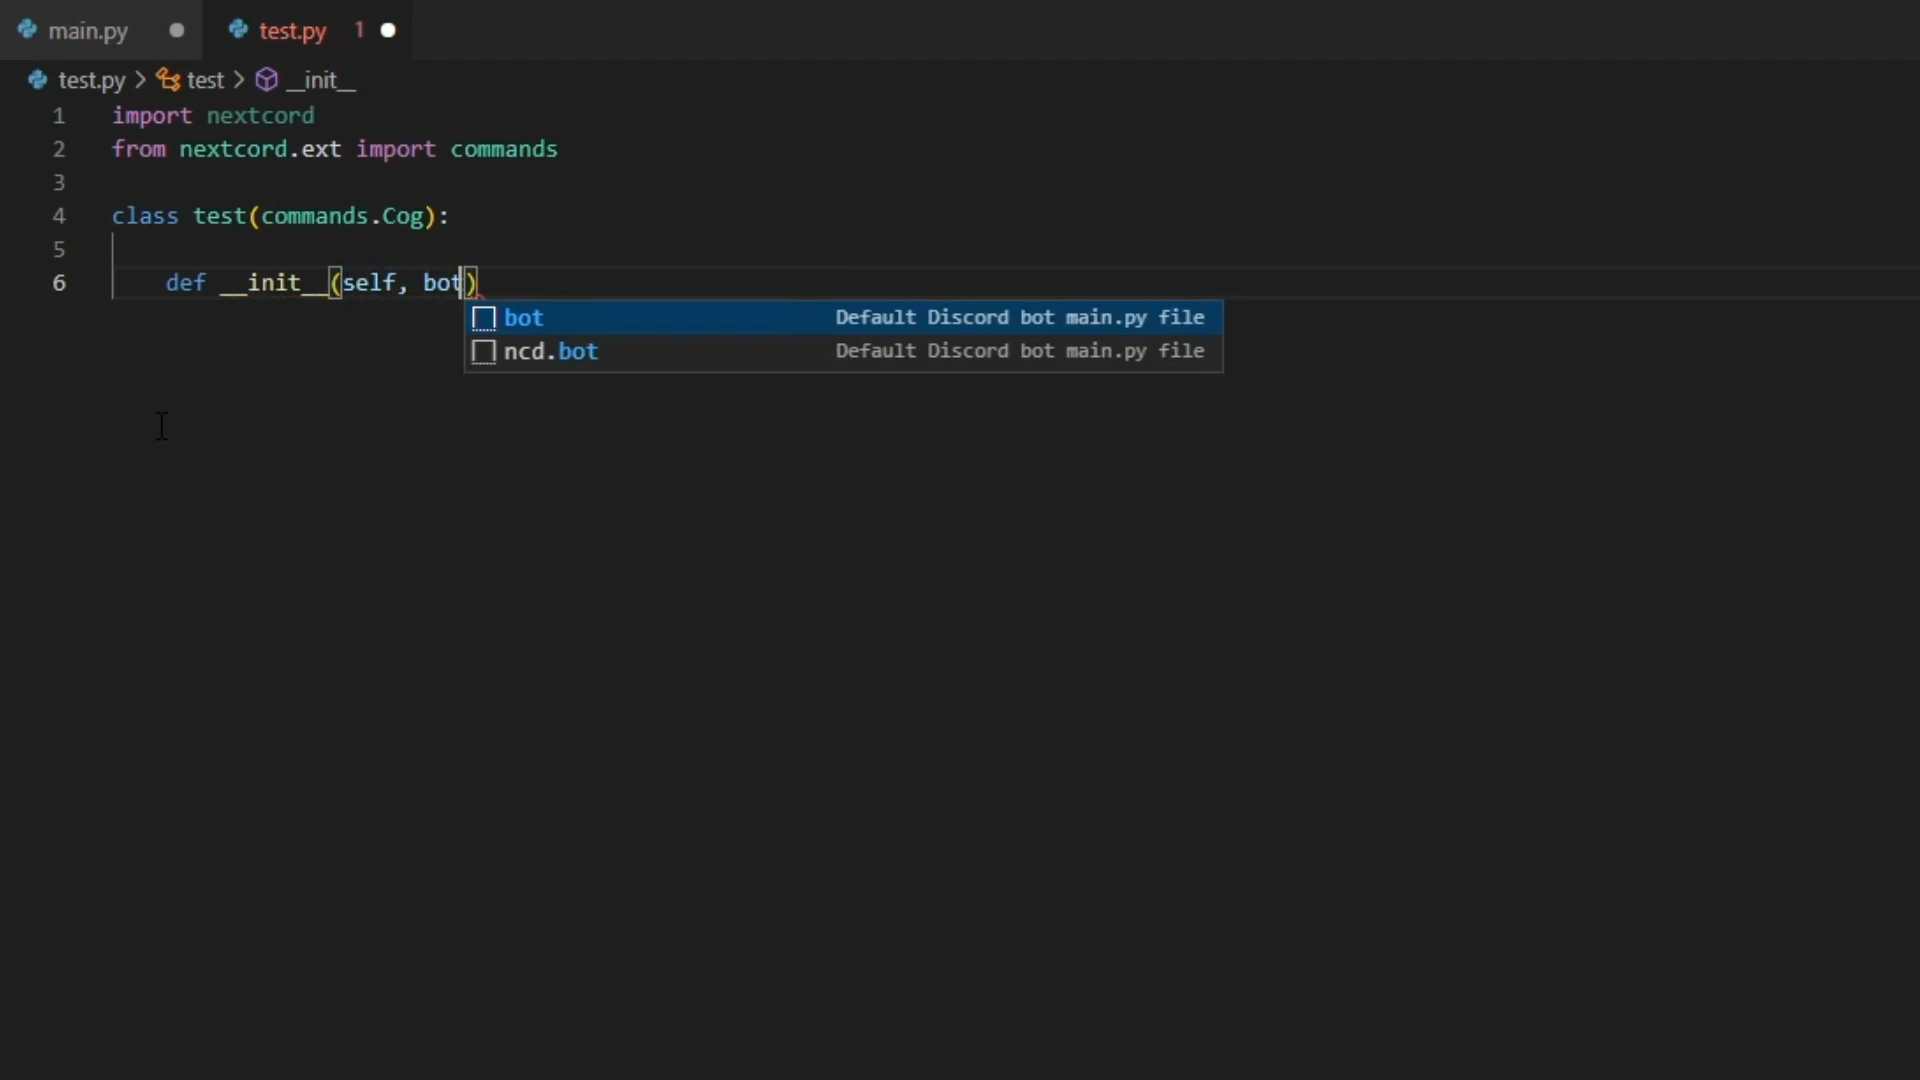 main.py test.py 1
test.py > test > __init__
1 import nextcord
2 from nextcord.ext import commands
3
4 class test(commands.Cog):
5
6 def __init__(self, bot)
bot Default Discord bot main.py file
ncd.bot Default Discord bot main.py file